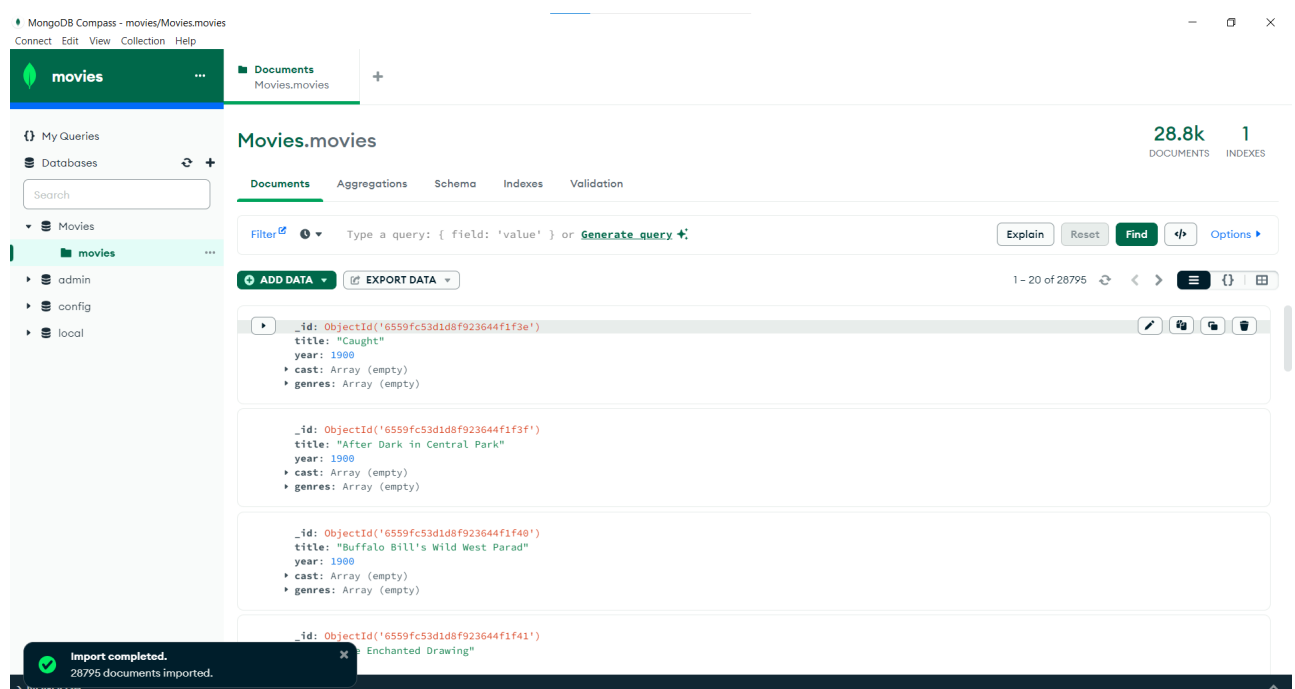 MongoDB Compass - movies/Movies.movies
Connect Edit View Collection Help
movies ...
Documents
Movies.movies
+
{} My Queries
Databases
Search
Movies
movies ...
admin
config
local
Movies.movies
28.8k 1
DOCUMENTS INDEXES
Documents Aggregations Schema Indexes Validation
Filter Type a query: { field: 'value' } or Generate query Explain Reset Find </> Options
ADD DATA EXPORT DATA 1 – 20 of 28795 {}
_id: ObjectId('6559fc53d1d8f923644f1f3e')
title: "Caught"
year: 1900
cast: Array (empty)
genres: Array (empty)
_id: ObjectId('6559fc53d1d8f923644f1f3f')
title: "After Dark in Central Park"
year: 1900
cast: Array (empty)
genres: Array (empty)
_id: ObjectId('6559fc53d1d8f923644f1f40')
title: "Buffalo Bill's Wild West Parad"
year: 1900
cast: Array (empty)
genres: Array (empty)
_id: ObjectId('6559fc53d1d8f923644f1f41')
Enchanted Drawing"
Import completed.
28795 documents imported.